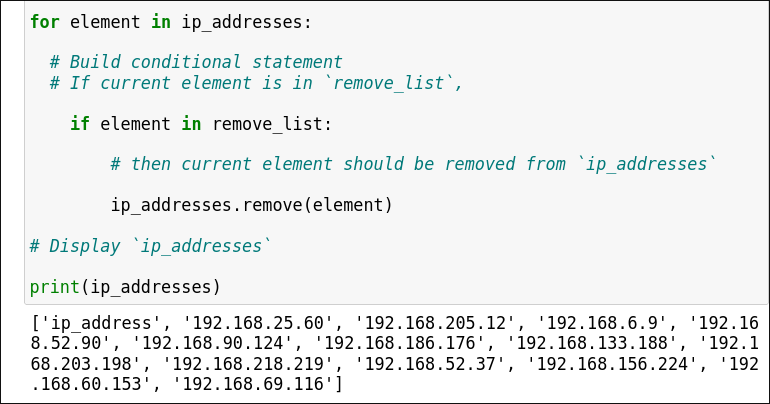 for element in ip_addresses:
# Build conditional statement
# If current element is in `remove_list`,
if element in remove_list:
# then current element should be removed from `ip_addresses`
ip_addresses.remove(element)
# Display `ip_addresses`
print(ip_addresses)
['ip_address', '192.168.25.60', '192.168.205.12', '192.168.6.9', '192.16
8.52.90', '192.168.90.124', '192.168.186.176', '192.168.133.188', '192.1
68.203.198', '192.168.218.219', '192.168.52.37', '192.168.156.224', '192
.168.60.153', '192.168.69.116']